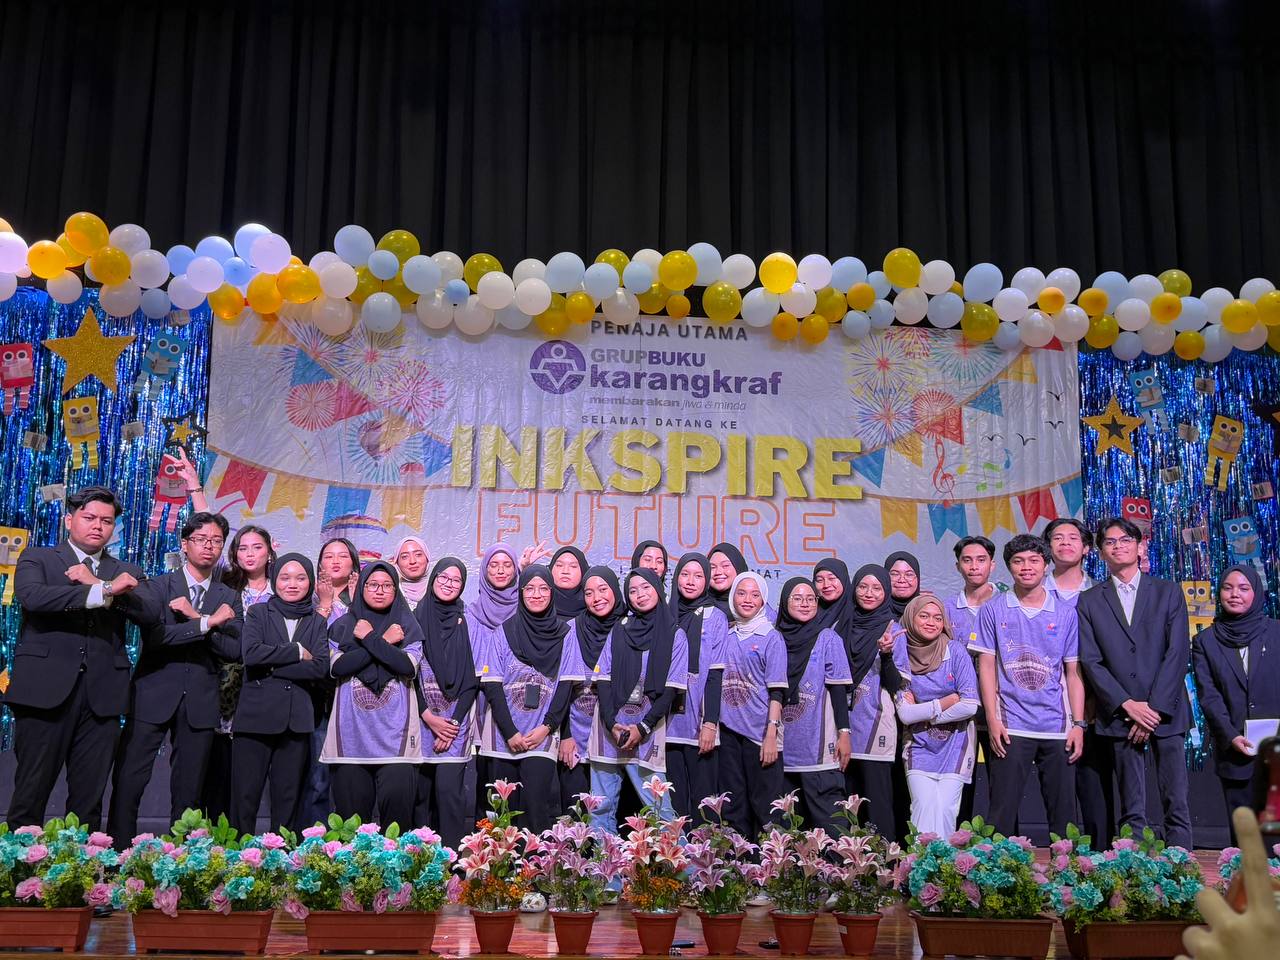 PENAJA UTAMA
GRUPBUKU
karangkraf
membarakan jiwa & minda
SELAMAT DATANG KE
INKSPIRE
FUTURE